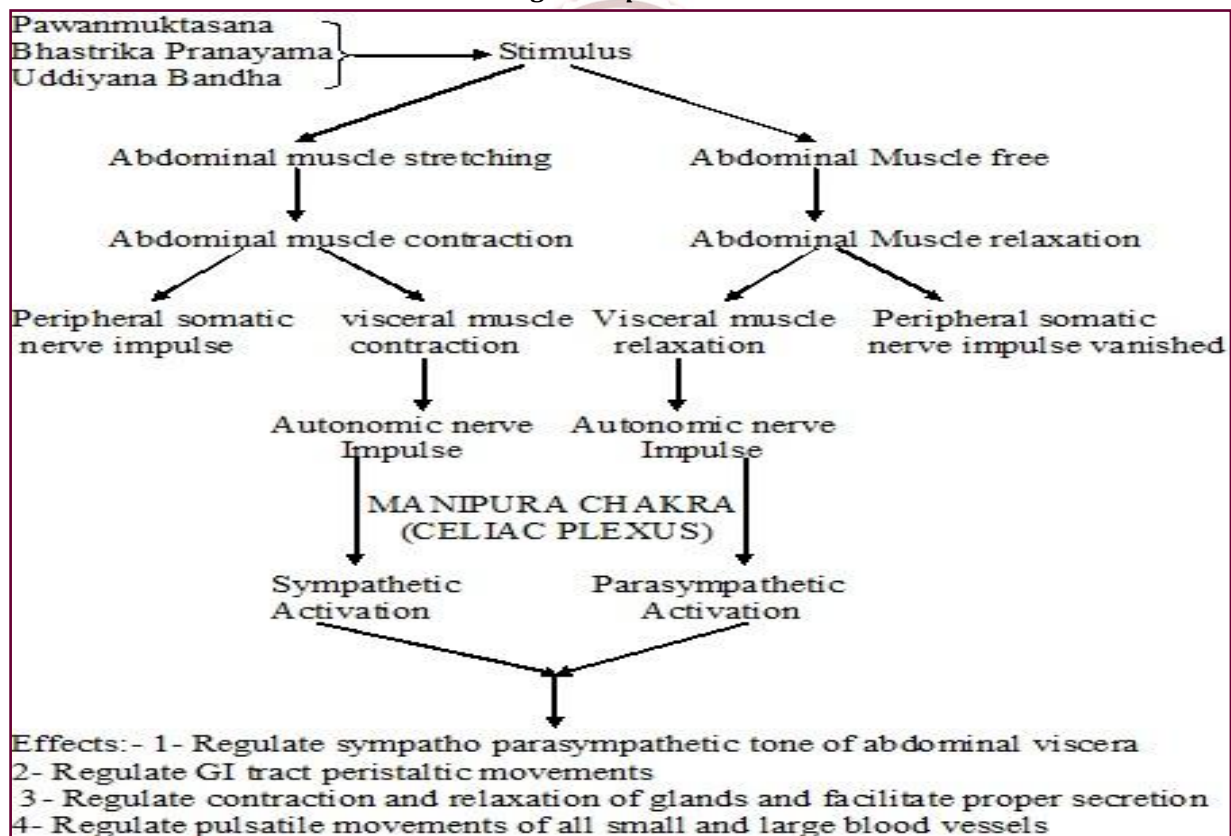 Pawanmuktasana
Bhastrika Pranayama
Uddiyana Bandha
Stimulus
Abdominal muscle stretching
Abdominal Muscle free
Abdominal muscle contraction
Abdominal Muscle relaxation
Peripheral somatic
nerve impulse
visceral muscle
contraction
Visceral muscle
relaxation
Peripheral somatic
nerve impulse vanished
Autonomic nerve
Impulse
Autonomic nerve
Impulse
MANIPURA CHAKRA
(CELIAC PLEXUS)
Sympathetic
Activation
Parasympathetic
Activation
Effects:- 1- Regulate sympatho parasympathetic tone of abdominal viscera
2- Regulate GI tract peristaltic movements
3 - Regulate contraction and relaxation of glands and facilitate proper secretion
4- Regulate pulsatile movements of all small and large blood vessels